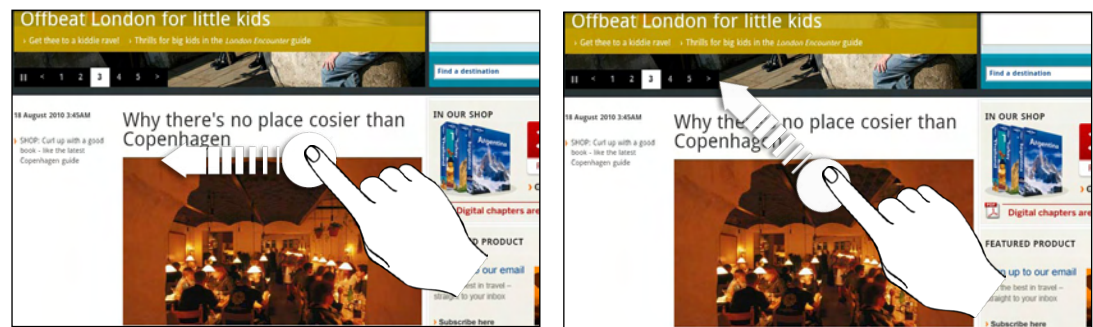 Offbeat London for little kids
› Get thee to a kiddie rave! › Thrills for big kids in the London Encounter guide
II < 1 2 3 4 5 >
Find a destination
18 August 2010 3:45AM
› SHOP: Curl up with a good
book - like the latest
Copenhagen guide
Why there's no place cosier than
Copenhagen
IN OUR SHOP
Argentina
Digital chapters are
PRODUCT
our email
est in travel –
straight to your inbox
› Subscribe here
Offbeat London for little kids
› Get thee to a kiddie rave! › Thrills for big kids in the London Encounter guide
II < 1 2 3 4 5 >
Find a destination
18 August 2010 3:45AM
› SHOP: Curl up with a good
book - like the latest
Copenhagen guide
Why no place cosier than
Copenhagen
IN OUR SHOP
Argentina
PDF
Digital chapters are
FEATURED PRODUCT
up to our email
the best in travel –
straight to your inbox
› Subscribe here